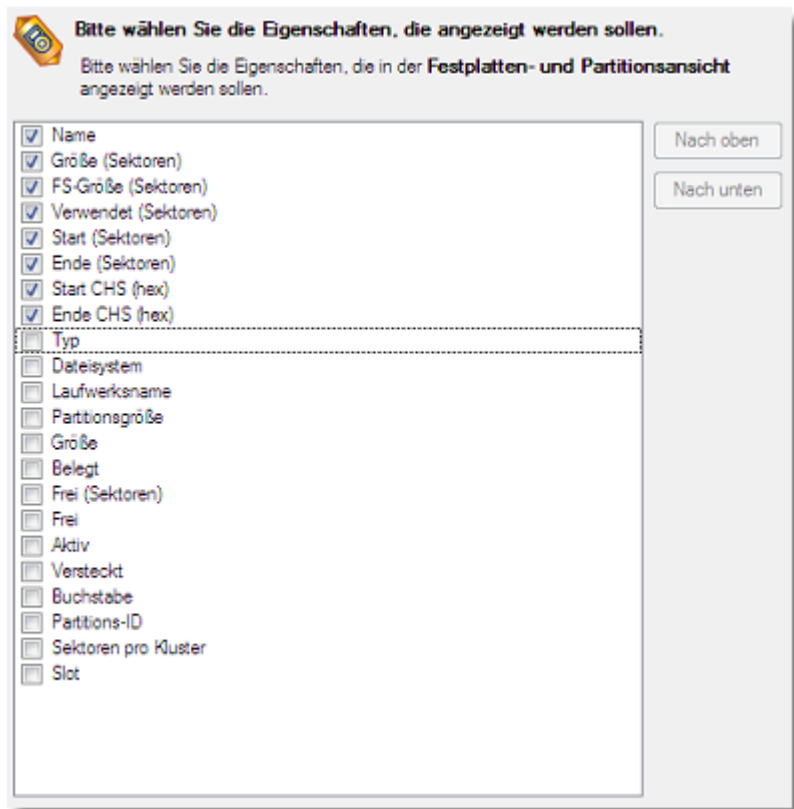 Bitte wählen Sie die Eigenschaften, die angezeigt werden sollen.
Bitte wählen Sie die Eigenschaften, die in der Festplatten- und Partitionsansicht
angezeigt werden sollen.
Name
Größe (Sektoren)
FS-Größe (Sektoren)
Verwendet (Sektoren)
Start (Sektoren)
Ende (Sektoren)
Start CHS (hex)
Ende CHS (hex)
Typ
Dateisystem
Laufwerksname
Partitionsgröße
Größe
Belegt
Frei (Sektoren)
Frei
Aktiv
Versteckt
Buchstabe
Partitions-ID
Sektoren pro Kluster
Slot
Nach oben
Nach unten